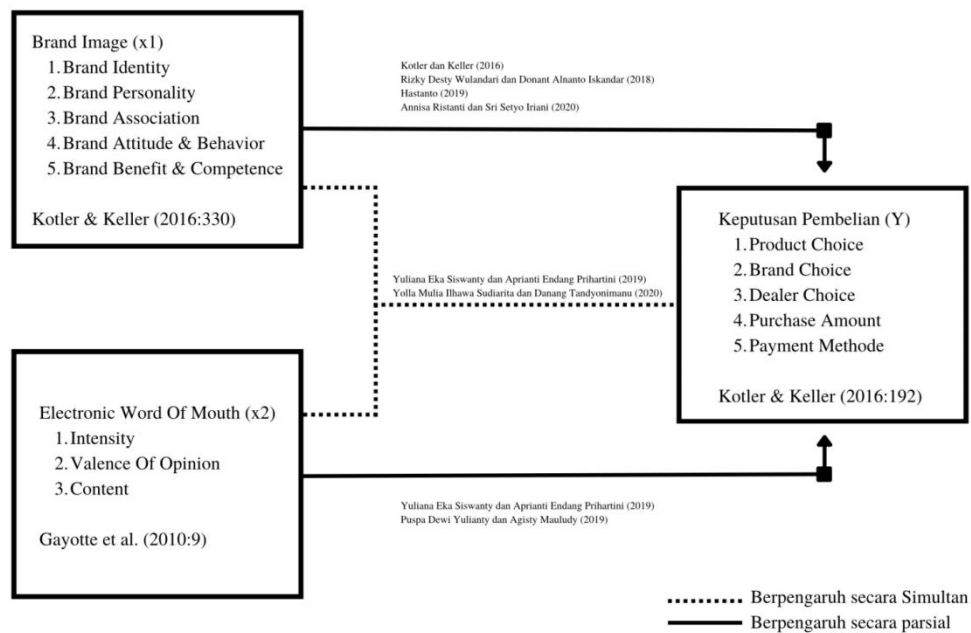 Brand Image (x1)
1. Brand Identity
2. Brand Personality
3. Brand Association
4. Brand Attitude & Behavior
5. Brand Benefit & Competence
Kotler & Keller (2016:330)
Kotler dan Keller (2016)
Rizky Desty Wulandari dan Donant Alnanto Iskandar (2018)
Hastanto (2019)
Annisa Ristanti dan Sri Setyo Iriani (2020)
Yuliana Eka Siswanty dan Aprianti Endang Prihartini (2019)
Yolla Mulia Ilhawa Sudiarita dan Danang Tandyonimanu (2020)
Keputusan Pembelian (Y)
1. Product Choice
2. Brand Choice
3. Dealer Choice
4. Purchase Amount
5. Payment Methode
Kotler & Keller (2016:192)
Electronic Word Of Mouth (x2)
1. Intensity
2. Valence Of Opinion
3. Content
Gayotte et al. (2010:9)
Yuliana Eka Siswanty dan Aprianti Endang Prihartini (2019)
Puspa Dewi Yulianty dan Agisty Mauludy (2019)
Berpengaruh secara Simultan
Berpengaruh secara parsial